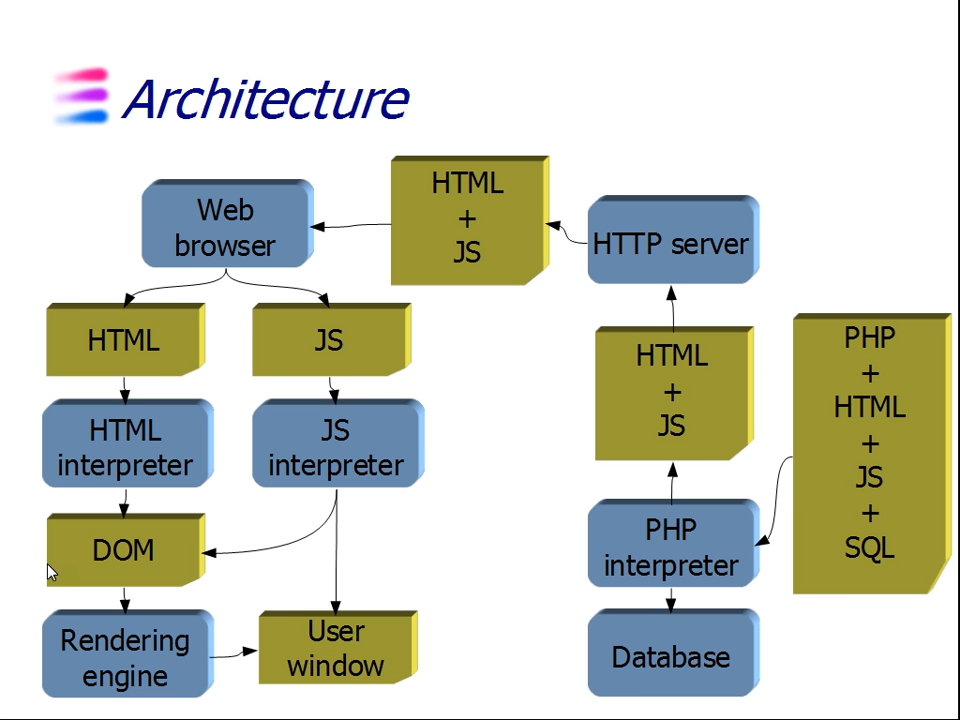 Architecture
Web
browser
HTML
+
JS
HTTP server
HTML
JS
HTML
+
JS
PHP
+
HTML
+
JS
+
SQL
HTML
interpreter
JS
interpreter
DOM
PHP
interpreter
Rendering
engine
User
window
Database